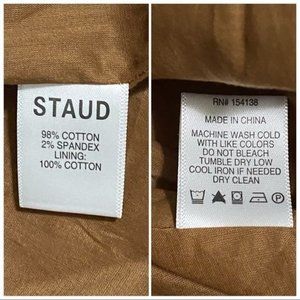 STAUD
98% COTTON
2% SPANDEX
LINING:
100% COTTON
RN# 154138
MADE IN CHINA
MACHINE WASH COLD
WITH LIKE COLORS
DO NOT BLEACH
TUMBLE DRY LOW
COOL IRON IF NEEDED
DRY CLEAN